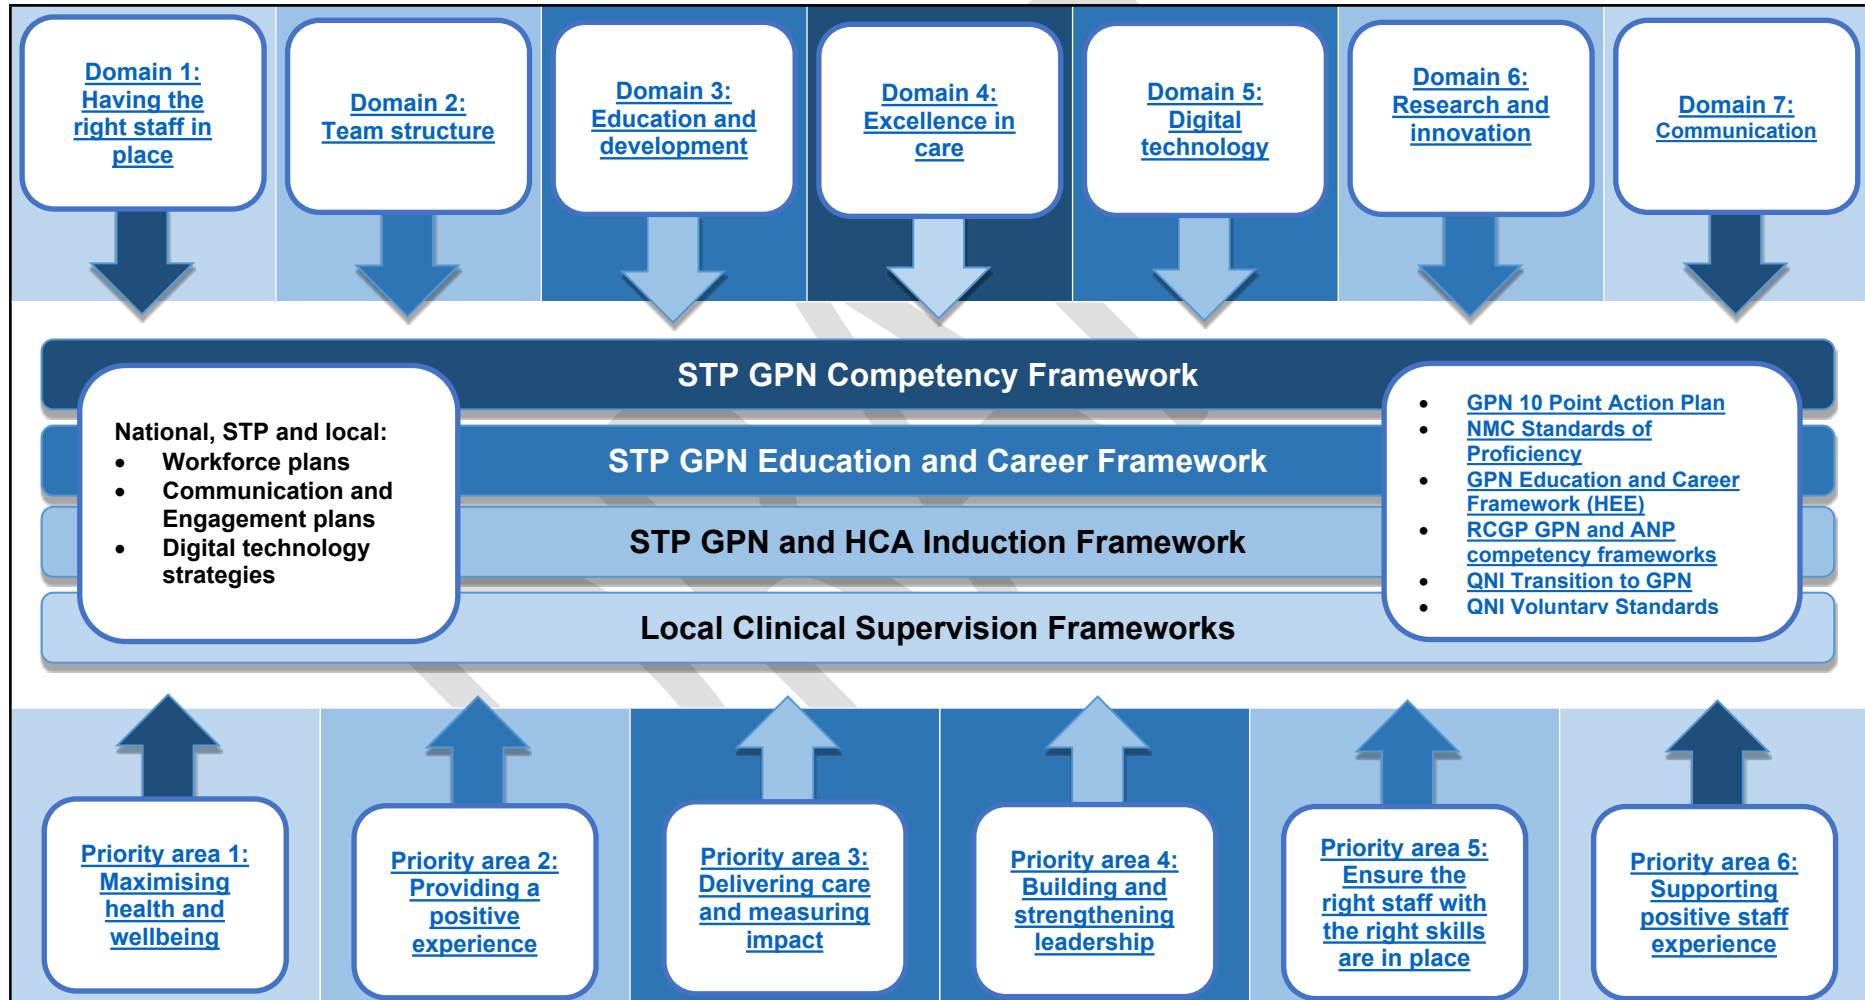 Domain 1:
Having the
right staff in
place
Domain 2:
Team structure
Domain 3:
Education and
development
Domain 4:
Excellence in
care
Domain 5:
Digital
technology
Domain 6:
Research and
innovation
Domain 7:
Communication
STP GPN Competency Framework
STP GPN Education and Career Framework
STP GPN and HCA Induction Framework
Local Clinical Supervision Frameworks
National, STP and local:
• Workforce plans
• Communication and
Engagement plans
• Digital technology
strategies
• GPN 10 Point Action Plan
• NMC Standards of
Proficiency
• GPN Education and Career
Framework (HEE)
• RCGP GPN and ANP
competency frameworks
• QNI Transition to GPN
• QNI Voluntary Standards
Priority area 1:
Maximising
health and
wellbeing
Priority area 2:
Providing a
positive
experience
Priority area 3:
Delivering care
and measuring
impact
Priority area 4:
Building and
strengthening
leadership
Priority area 5:
Ensure the
right staff with
the right skills
are in place
Priority area 6:
Supporting
positive staff
experience